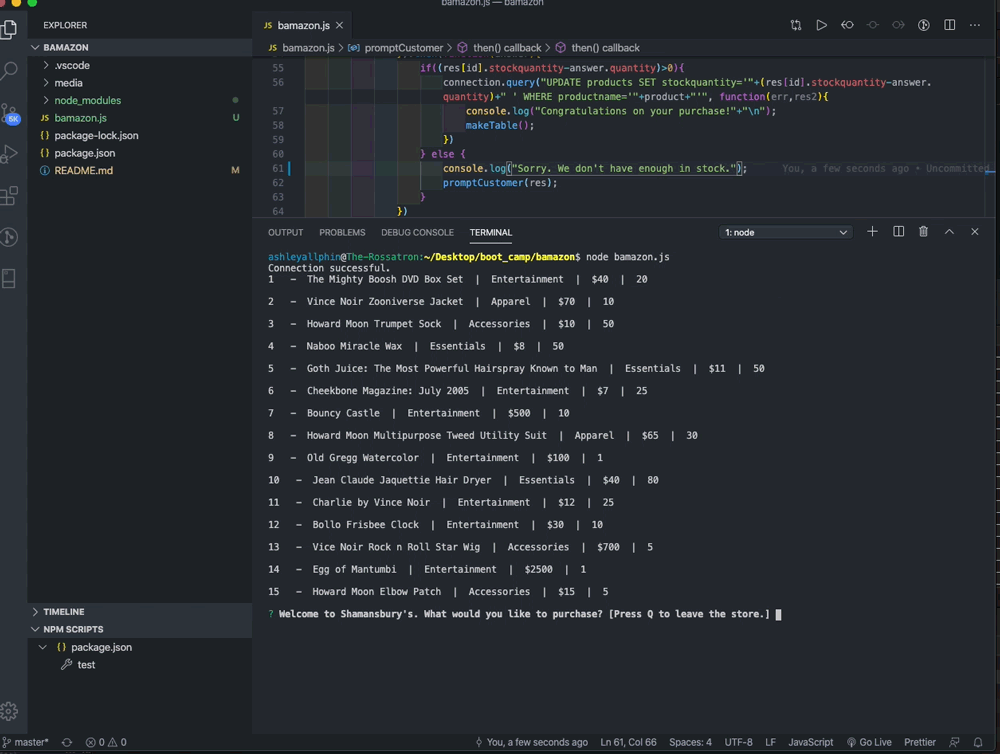 bamazon.js — bamazon
EXPLORER
BAMAZON
.vscode
media
node_modules
bamazon.js U
package-lock.json
package.json
README.md M
TIMELINE
NPM SCRIPTS
package.json
test
6K
JS bamazon.js
JS bamazon.js > promptCustomer > then() callback > then() callback
55 if((res[id].stockquantity-answer.quantity)>0){
56 connection.query("UPDATE products SET stockquantity='"+(res[id].stockquantity-answer.
quantity)+" ' WHERE productname='"+product+"'", function(err,res2){
57 console.log("Congratulations on your purchase!"+"\n");
58 makeTable();
59 })
60 } else {
61 console.log("Sorry. We don't have enough in stock."); You, a few seconds ago • Uncommitted
62 promptCustomer(res);
63 }
64 })
OUTPUT PROBLEMS DEBUG CONSOLE TERMINAL 1: node
ashleyallphin@The-Rossatron:~/Desktop/boot_camp/bamazon$ node bamazon.js
Connection successful.
1 – The Mighty Boosh DVD Box Set | Entertainment | $40 | 20
2 – Vince Noir Zooniverse Jacket | Apparel | $70 | 10
3 – Howard Moon Trumpet Sock | Accessories | $10 | 50
4 – Naboo Miracle Wax | Essentials | $8 | 50
5 – Goth Juice: The Most Powerful Hairspray Known to Man | Essentials | $11 | 50
6 – Cheekbone Magazine: July 2005 | Entertainment | $7 | 25
7 – Bouncy Castle | Entertainment | $500 | 10
8 – Howard Moon Multipurpose Tweed Utility Suit | Apparel | $65 | 30
9 – Old Gregg Watercolor | Entertainment | $100 | 1
10 – Jean Claude Jaquettie Hair Dryer | Essentials | $40 | 80
11 – Charlie by Vince Noir | Entertainment | $12 | 25
12 – Bollo Frisbee Clock | Entertainment | $30 | 10
13 – Vice Noir Rock n Roll Star Wig | Accessories | $700 | 5
14 – Egg of Mantumbi | Entertainment | $2500 | 1
15 – Howard Moon Elbow Patch | Accessories | $15 | 5
? Welcome to Shamansbury's. What would you like to purchase? [Press Q to leave the store.]
master* 0 0 You, a few seconds ago Ln 61, Col 66 Spaces: 4 UTF-8 LF JavaScript Go Live Prettier